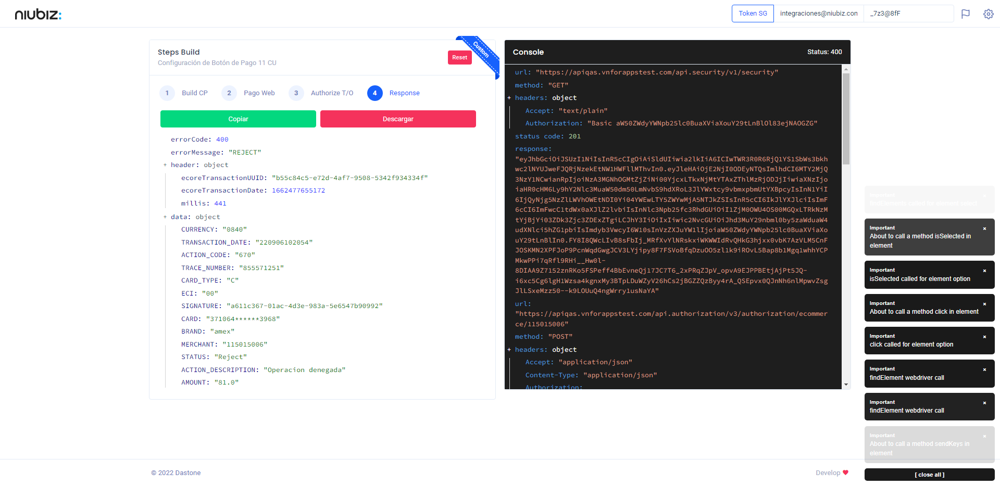 niubiz:
Token SG
integraciones@niubiz.con
_7z3@8fF
Steps Build
Configuración de Botón de Pago 11 CU
Reset
Custom
1 Build CP
2 Pago Web
3 Authorize T/O
4 Response
Copiar
Descargar
errorCode: 400
errorMessage: "REJECT"
+ header: object
ecoreTransactionUUID: "b55c84c5-e72d-4af7-9508-5342f934334f"
ecoreTransactionDate: 1662477655172
millis: 441
+ data: object
CURRENCY: "0840"
TRANSACTION_DATE: "220906102054"
ACTION_CODE: "670"
TRACE_NUMBER: "855571251"
CARD_TYPE: "C"
ECI: "00"
SIGNATURE: "a611c367-01ac-4d3e-983a-5e6547b90992"
CARD: "371064******3968"
BRAND: "amex"
MERCHANT: "115015006"
STATUS: "Reject"
ACTION_DESCRIPTION: "Operacion denegada"
AMOUNT: "81.0"
Console
Status: 400
url: "https://apiqas.vnforappstest.com/api.security/v1/security"
method: "GET"
+ headers: object
Accept: "text/plain"
Authorization: "Basic aW50ZWdyYWNpb25lc0BuaXViaXouY29tLnBlOl83ejNAOGZG"
status code: 201
response:
url:
"https://apiqas.vnforappstest.com/api.authorization/v3/authorization/ecommer
ce/115015006"
method: "POST"
+ headers: object
Accept: "application/json"
Content-Type: "application/json"
Authorization:
Important ×
findElements called for element select
Important ×
About to call a method isSelected in
element
Important ×
isSelected called for element option
Important ×
About to call a method click in element
Important ×
click called for element option
Important ×
findElement webdriver call
Important ×
findElement webdriver call
Important ×
About to call a method sendKeys in
element
[ close all ]
© 2022 Dastone
Develop ♥